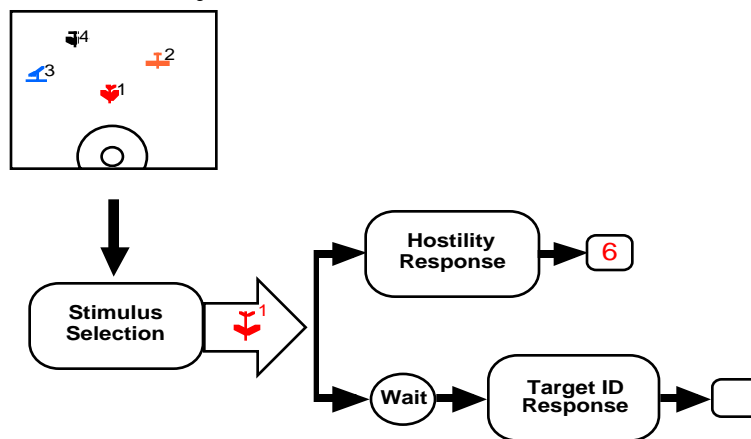 4
2
3
1
Hostility
Response
6
Stimulus
Selection
1
Wait
Target ID
Response